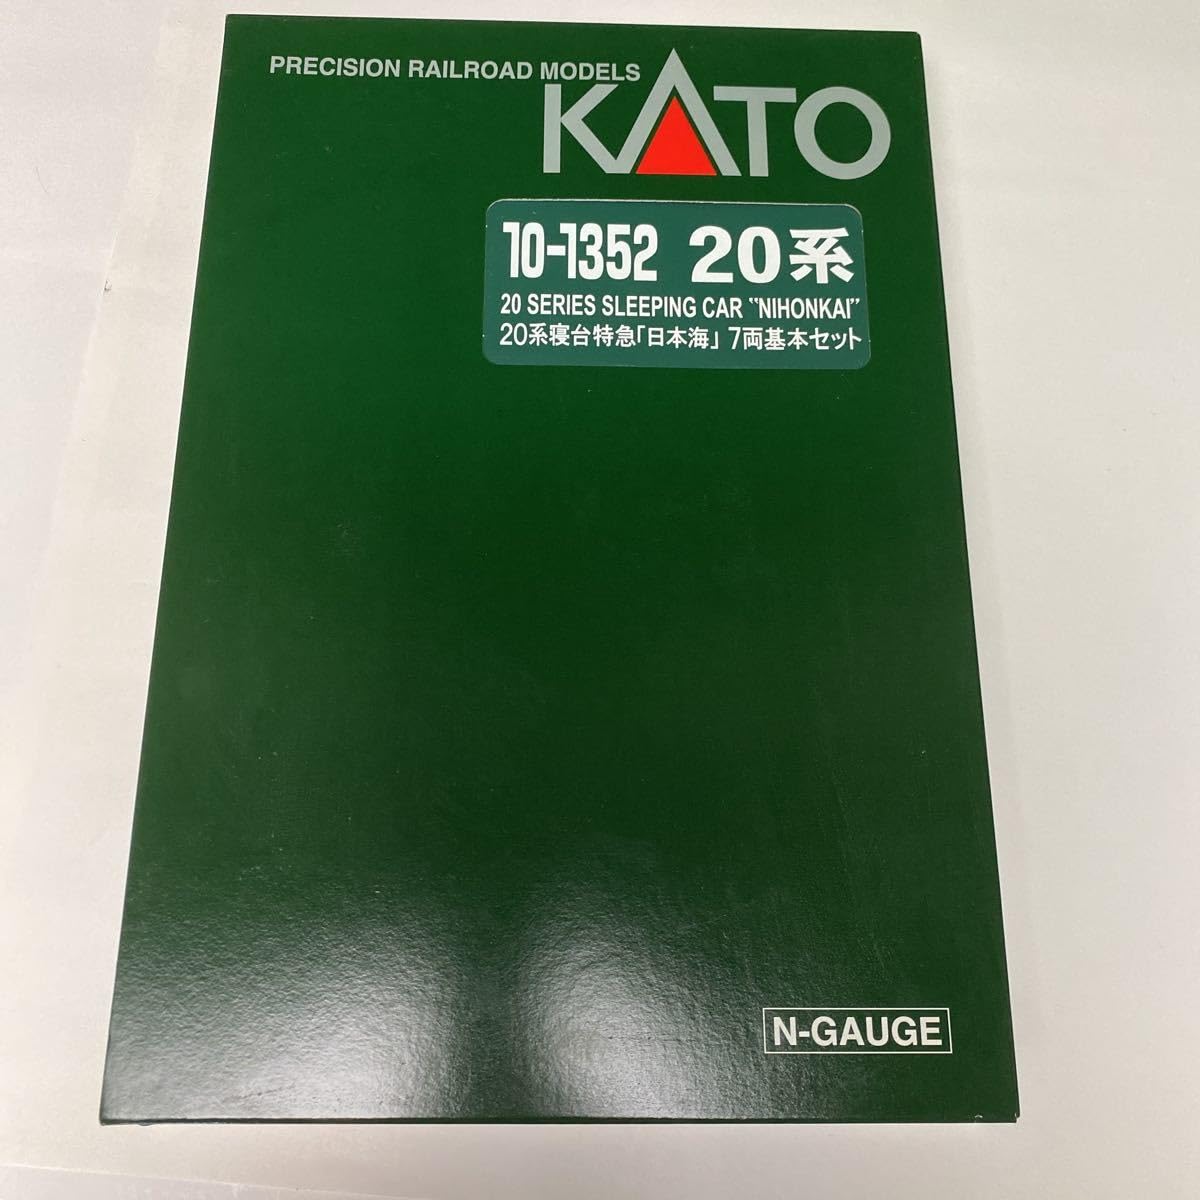 PRECISION RAILROAD MODELS
KATO
10-1352 20系
20 SERIES SLEEPING CAR "NIHONKAI"
20系寝台特急「日本海」7両基本セット
N-GAUGE